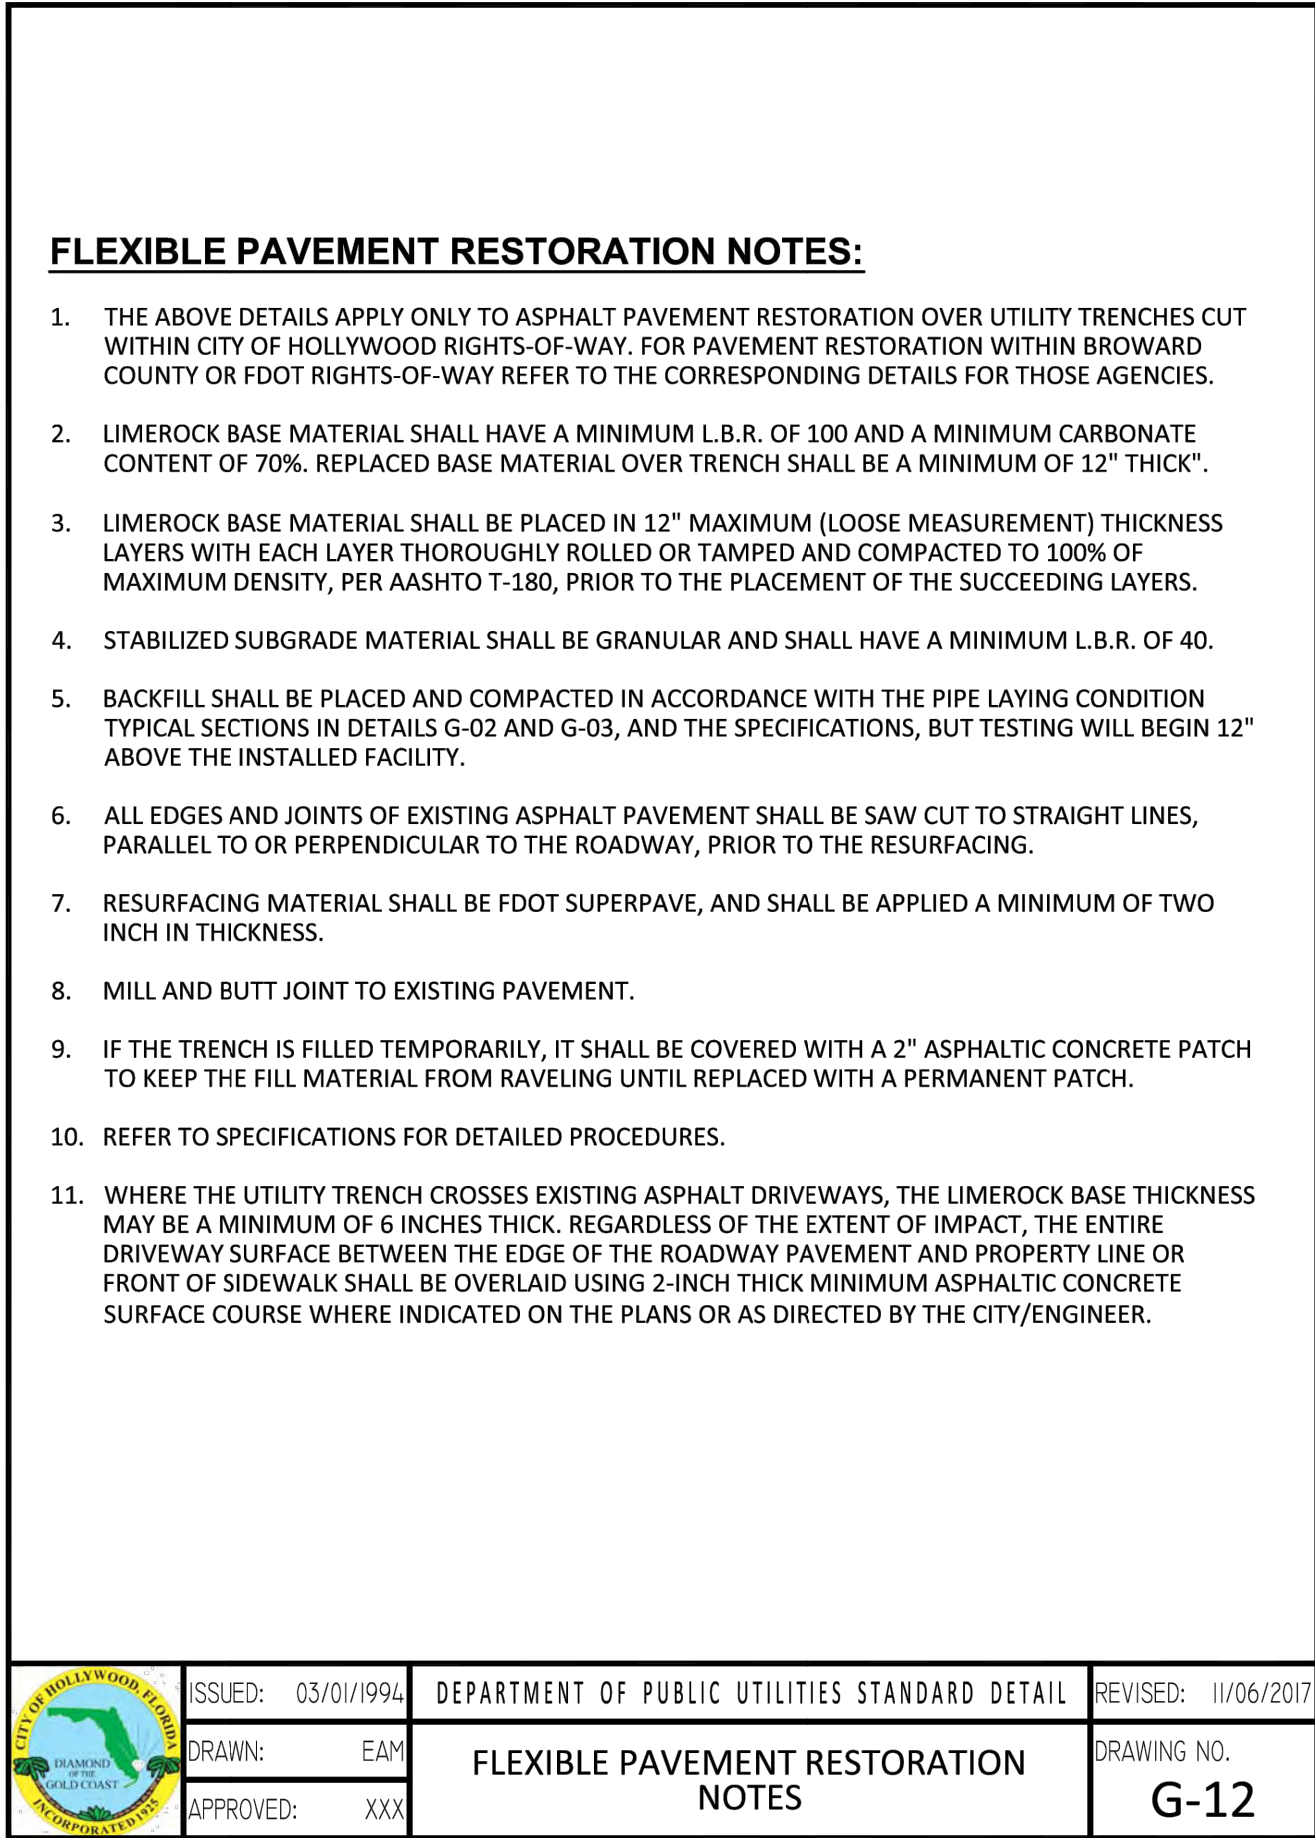 FLEXIBLE PAVEMENT RESTORATION NOTES:
1. THE ABOVE DETAILS APPLY ONLY TO ASPHALT PAVEMENT RESTORATION OVER UTILITY TRENCHES CUT
WITHIN CITY OF HOLLYWOOD RIGHTS-OF-WAY. FOR PAVEMENT RESTORATION WITHIN BROWARD
COUNTY OR FDOT RIGHTS-OF-WAY REFER TO THE CORRESPONDING DETAILS FOR THOSE AGENCIES.
2. LIMEROCK BASE MATERIAL SHALL HAVE A MINIMUM L.B.R. OF 100 AND A MINIMUM CARBONATE
CONTENT OF 70%. REPLACED BASE MATERIAL OVER TRENCH SHALL BE A MINIMUM OF 12" THICK".
3. LIMEROCK BASE MATERIAL SHALL BE PLACED IN 12" MAXIMUM (LOOSE MEASUREMENT) THICKNESS
LAYERS WITH EACH LAYER THOROUGHLY ROLLED OR TAMPED AND COMPACTED TO 100% OF
MAXIMUM DENSITY, PER AASHTO T-180, PRIOR TO THE PLACEMENT OF THE SUCCEEDING LAYERS.
4. STABILIZED SUBGRADE MATERIAL SHALL BE GRANULAR AND SHALL HAVE A MINIMUM L.B.R. OF 40.
5. BACKFILL SHALL BE PLACED AND COMPACTED IN ACCORDANCE WITH THE PIPE LAYING CONDITION
TYPICAL SECTIONS IN DETAILS G-02 AND G-03, AND THE SPECIFICATIONS, BUT TESTING WILL BEGIN 12"
ABOVE THE INSTALLED FACILITY.
6. ALL EDGES AND JOINTS OF EXISTING ASPHALT PAVEMENT SHALL BE SAW CUT TO STRAIGHT LINES,
PARALLEL TO OR PERPENDICULAR TO THE ROADWAY, PRIOR TO THE RESURFACING.
7. RESURFACING MATERIAL SHALL BE FDOT SUPERPAVE, AND SHALL BE APPLIED A MINIMUM OF TWO
INCH IN THICKNESS.
8. MILL AND BUTT JOINT TO EXISTING PAVEMENT.
9. IF THE TRENCH IS FILLED TEMPORARILY, IT SHALL BE COVERED WITH A 2" ASPHALTIC CONCRETE PATCH
TO KEEP THE FILL MATERIAL FROM RAVELING UNTIL REPLACED WITH A PERMANENT PATCH.
10. REFER TO SPECIFICATIONS FOR DETAILED PROCEDURES.
11. WHERE THE UTILITY TRENCH CROSSES EXISTING ASPHALT DRIVEWAYS, THE LIMEROCK BASE THICKNESS
MAY BE A MINIMUM OF 6 INCHES THICK. REGARDLESS OF THE EXTENT OF IMPACT, THE ENTIRE
DRIVEWAY SURFACE BETWEEN THE EDGE OF THE ROADWAY PAVEMENT AND PROPERTY LINE OR
FRONT OF SIDEWALK SHALL BE OVERLAID USING 2-INCH THICK MINIMUM ASPHALTIC CONCRETE
SURFACE COURSE WHERE INDICATED ON THE PLANS OR AS DIRECTED BY THE CITY/ENGINEER.
CITY OF HOLLYWOOD, FLORIDA
DIAMOND
OF THE
GOLD COAST
INCORPORATED 1925
ISSUED: 03/01/1994
DRAWN: EAM
APPROVED: XXX
DEPARTMENT OF PUBLIC UTILITIES STANDARD DETAIL
FLEXIBLE PAVEMENT RESTORATION
NOTES
REVISED: 11/06/2017
DRAWING NO.
G-12